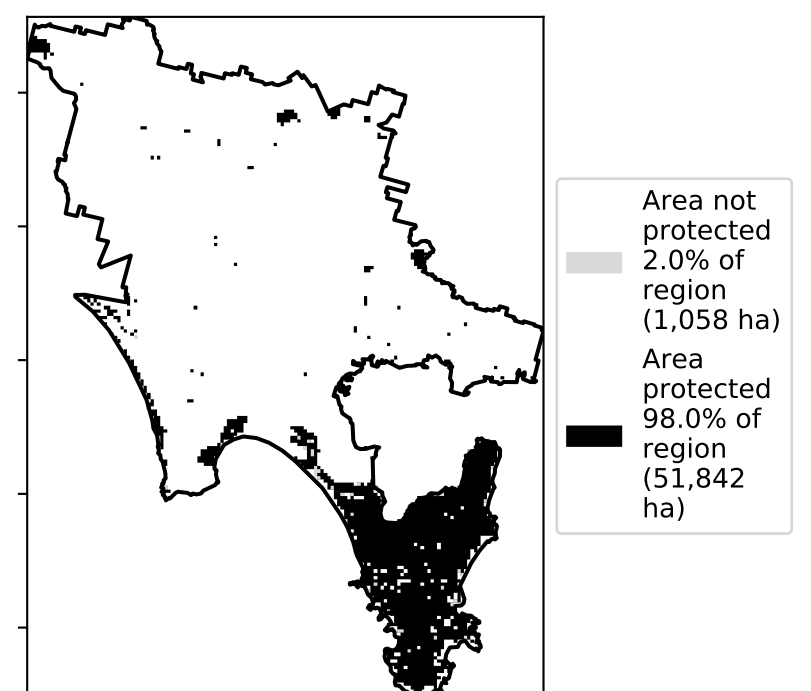 Area not
protected
2.0% of
region
(1,058 ha)
Area
protected
98.0% of
region
(51,842
ha)